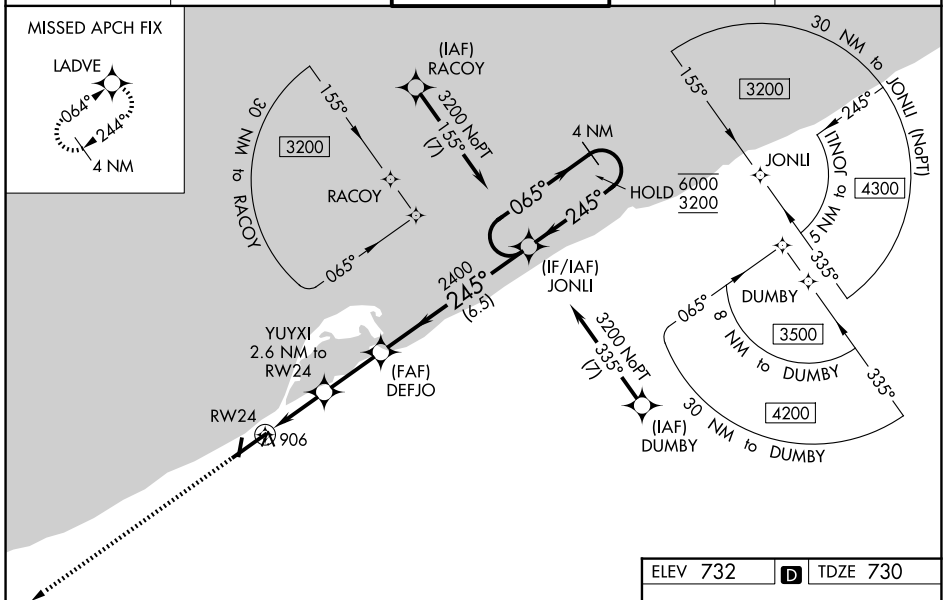 MISSED APCH FIX
LADVE
064°
244°
4 NM
(IAF)
RACOY
3200 NoPT
155°
(7)
30 NM to RACOY
155°
3200
RACOY
065°
4 NM
065°
245°
HOLD
6000
3200
(IF/IAF)
JONLI
2400
245°
(6.5)
30 NM to JONLI (NoPT)
155°
3200
245°
JONLI
5 NM to JONLI
4300
335°
065°
DUMBY
8 NM to DUMBY
3500
4200
335°
30 NM to DUMBY
3200 NoPT
335°
(7)
(IAF)
DUMBY
YUYXI
2.6 NM to
RW24
(FAF)
DEFJO
RW24
906
ELEV 732
D
TDZE 730